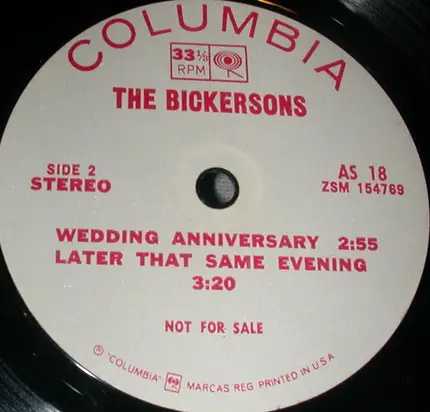 COLUMBIA
33⅓
RPM
THE BICKERSONS
SIDE 2
STEREO
AS 18
ZSM 154769
WEDDING ANNIVERSARY 2:55
LATER THAT SAME EVENING
3:20
NOT FOR SALE
® "COLUMBIA" MARCAS REG. PRINTED IN U.S.A.